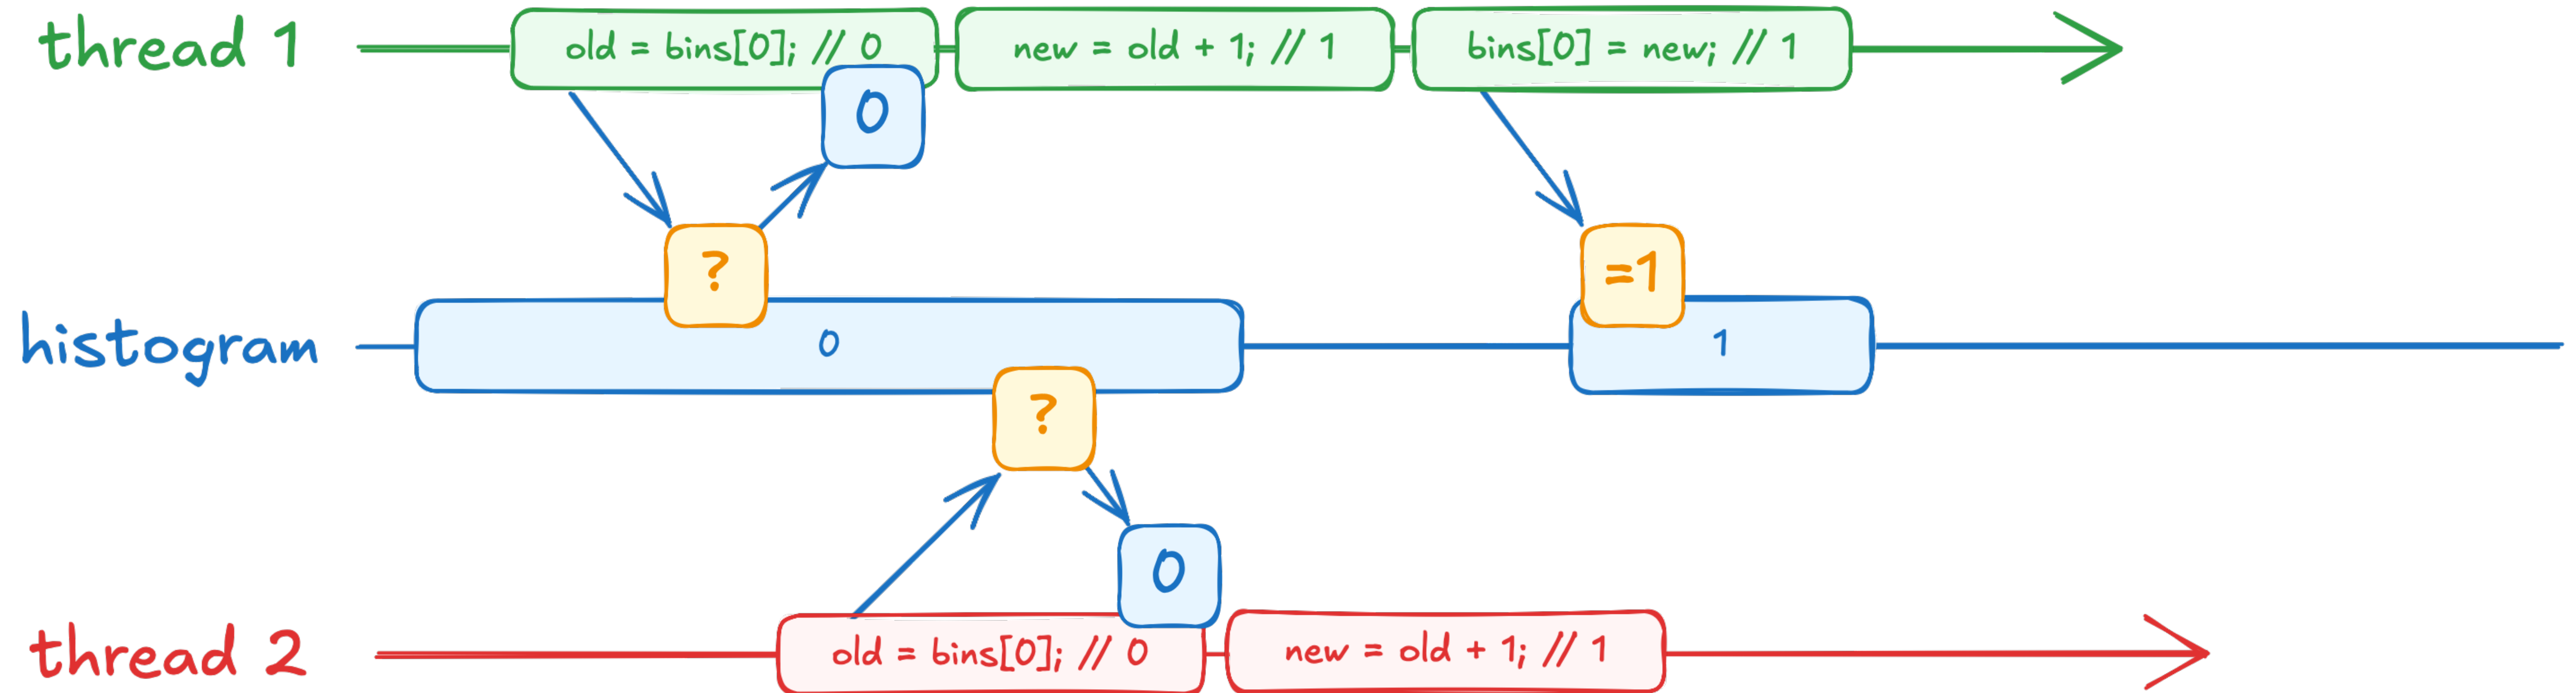 thread 1
old = bins[0]; // 0
new = old + 1; // 1
bins[0] = new; // 1
0
?
=1
histogram
0
1
?
0
thread 2
old = bins[0]; // 0
new = old + 1; // 1